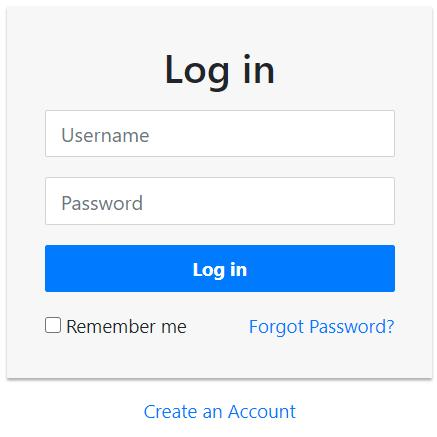 Log in
Username
Password
Log in
Remember me Forgot Password?
Create an Account